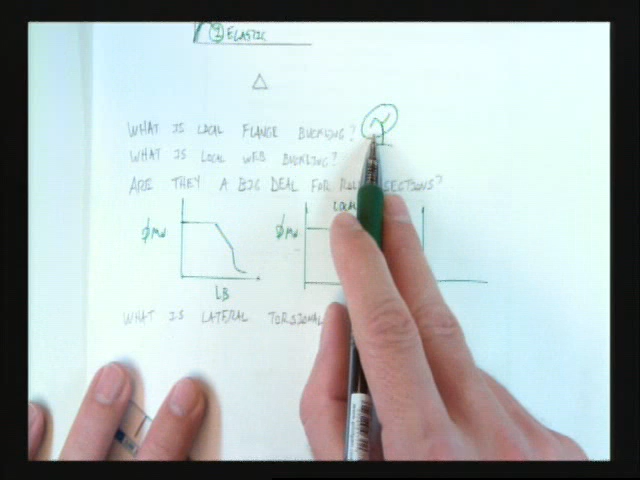 ② ELASTIC
WHAT IS LOCAL FLANGE BUCKLING?
WHAT IS LOCAL WEB BUCKLING?
ARE THEY A BIG DEAL FOR SECTIONS?
ϕMn
LB
ϕMn
WHAT IS LATERAL TORSIONAL